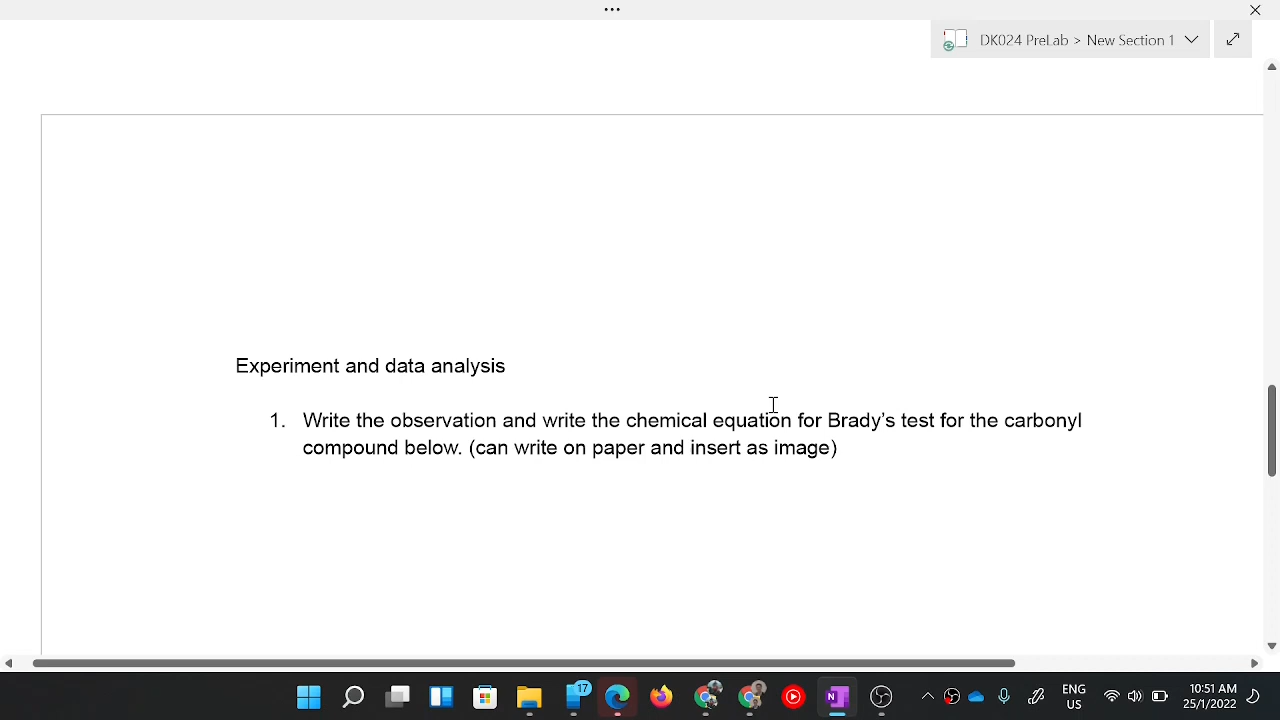 DK024 PreLab > New Section 1
Experiment and data analysis
1. Write the observation and write the chemical equation for Brady’s test for the carbonyl
compound below. (can write on paper and insert as image)
17
N
ENG
US
10:51 AM
25/1/2022